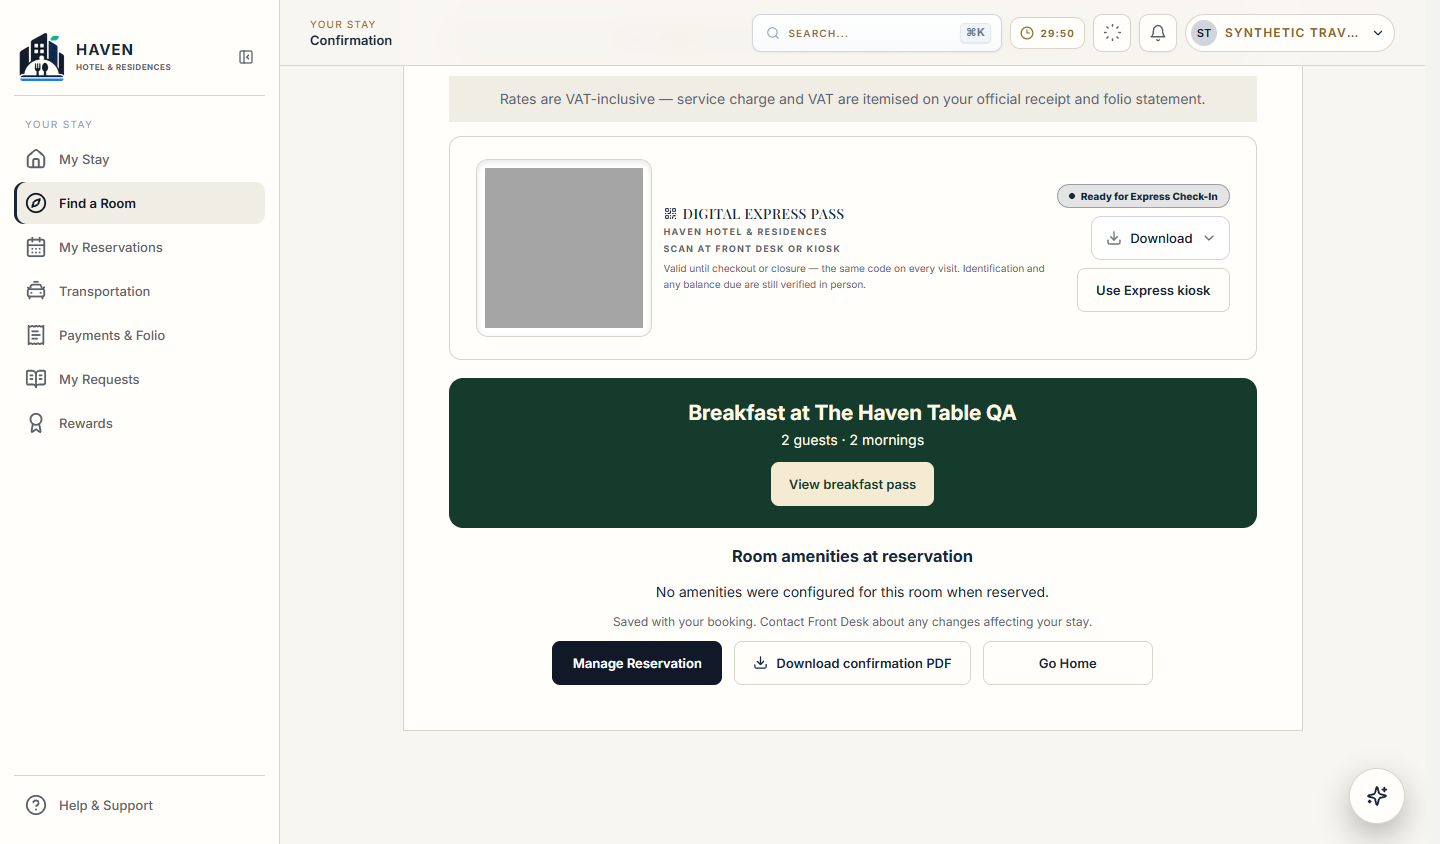 HAVEN
HOTEL & RESIDENCES
YOUR STAY
My Stay
Find a Room
My Reservations
Transportation
Payments & Folio
My Requests
Rewards
Help & Support
YOUR STAY
Confirmation
SEARCH...
⌘K
29:50
ST
SYNTHETIC TRAV...
Rates are VAT-inclusive — service charge and VAT are itemised on your official receipt and folio statement.
DIGITAL EXPRESS PASS
HAVEN HOTEL & RESIDENCES
SCAN AT FRONT DESK OR KIOSK
Valid until checkout or closure — the same code on every visit. Identification and
any balance due are still verified in person.
Ready for Express Check-In
Download
Use Express kiosk
Breakfast at The Haven Table QA
2 guests · 2 mornings
View breakfast pass
Room amenities at reservation
No amenities were configured for this room when reserved.
Saved with your booking. Contact Front Desk about any changes affecting your stay.
Manage Reservation
Download confirmation PDF
Go Home